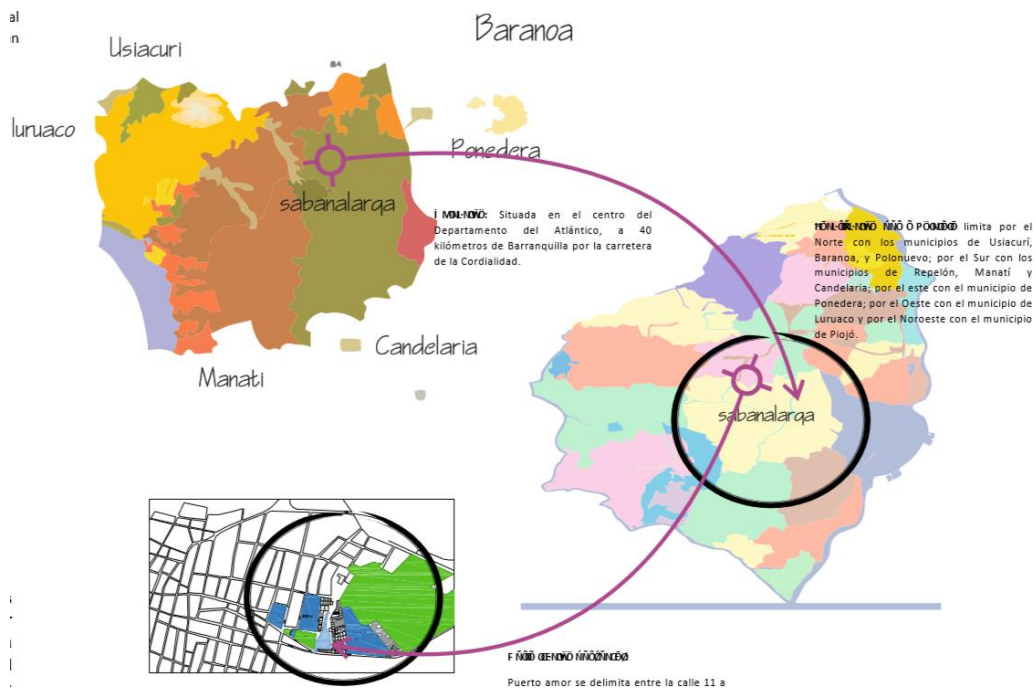 al
n
Baranoa
Usiacuri
luruaco
Ponedera
sabanalarga
Situada en el centro del
Departamento del Atlántico, a 40
kilómetros de Barranquilla por la carretera
de la Cordialidad.
limita por el
Norte con los municipios de Usiacurí,
Baranoa, y Polonuevo; por el Sur con los
municipios de Repelón, Manatí y
Candelaria; por el este con el municipio de
Ponedera; por el Oeste con el municipio de
Luruaco y por el Noroeste con el municipio
de Piojó.
Candelaria
Manati
sabanalarga
Puerto amor se delimita entre la calle 11 a